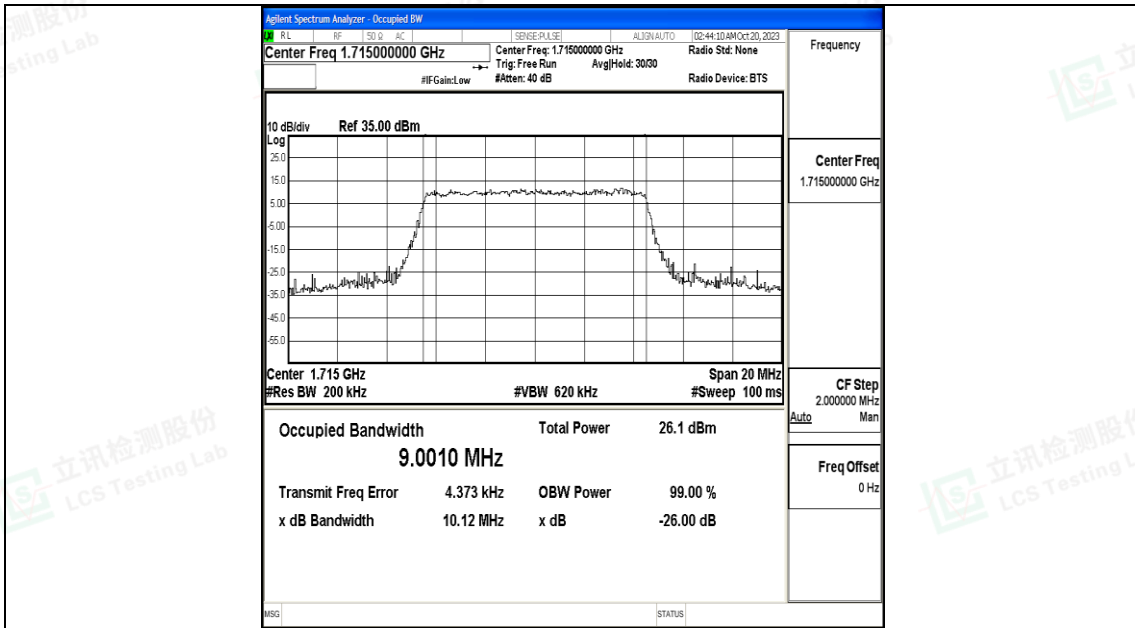 Agilent Spectrum Analyzer - Occupied BW
RL RF 50 Ω AC SENSE:PULSE ALIGNAUTO 02:44:10 AM Oct 20, 2023
Center Freq 1.715000000 GHz
Center Freq: 1.715000000 GHz
Radio Std: None
Trig: Free Run Avg|Hold: 30/30
#IFGain:Low
#Atten: 40 dB
Radio Device: BTS
10 dB/div Ref 35.00 dBm
Log
25.0
15.0
5.00
-5.00
-15.0
-25.0
-35.0
-45.0
-55.0
Center 1.715 GHz Span 20 MHz
#Res BW 200 kHz #VBW 620 kHz #Sweep 100 ms
Occupied Bandwidth Total Power 26.1 dBm
9.0010 MHz
Transmit Freq Error 4.373 kHz OBW Power 99.00 %
x dB Bandwidth 10.12 MHz x dB -26.00 dB
MSG STATUS
Frequency
Center Freq
1.715000000 GHz
CF Step
2.000000 MHz
Auto Man
Freq Offset
0 Hz
立讯检测股份
LCS Testing Lab
立讯检测股份
LCS Testing L
测股份
sting Lab